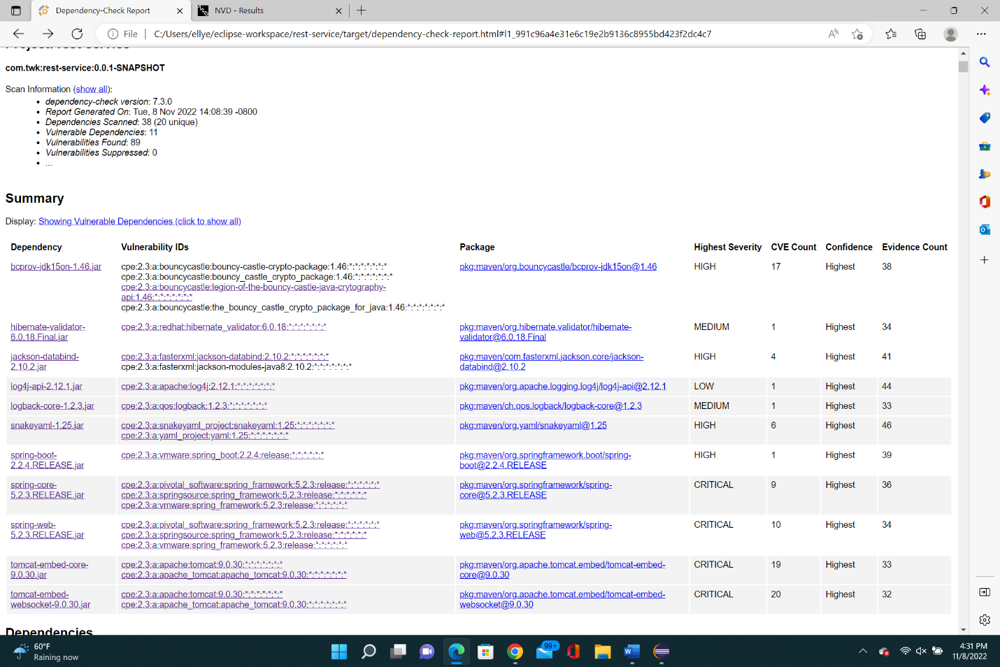 Dependency-Check Report
NVD - Results
File | C:/Users/ellye/eclipse-workspace/rest-service/target/dependency-check-report.html#l1_991c96a4e31e6c19e2b9136c8955bd423f2dc4c7
com.twk:rest-service:0.0.1-SNAPSHOT
Scan Information (show all):
• dependency-check version: 7.3.0
• Report Generated On: Tue, 8 Nov 2022 14:08:39 -0800
• Dependencies Scanned: 38 (20 unique)
• Vulnerable Dependencies: 11
• Vulnerabilities Found: 89
• Vulnerabilities Suppressed: 0
• ...
Summary
Display: Showing Vulnerable Dependencies (click to show all)
Dependency Vulnerability IDs Package Highest Severity CVE Count Confidence Evidence Count
bcprov-jdk15on-1.46.jar cpe:2.3:a:bouncycastle:bouncy-castle-crypto-package:1.46:*:*:*:*:*:*:* pkg:maven/org.bouncycastle/bcprov-jdk15on@1.46 HIGH 17 Highest 38
cpe:2.3:a:bouncycastle:bouncy_castle_crypto_package:1.46:*:*:*:*:*:*:*
cpe:2.3:a:bouncycastle:legion-of-the-bouncy-castle-java-crytography-
api:1.46:*:*:*:*:*:*:*
cpe:2.3:a:bouncycastle:the_bouncy_castle_crypto_package_for_java:1.46:*:*:*:*:*:*:*
hibernate-validator- cpe:2.3:a:redhat:hibernate_validator:6.0.18:*:*:*:*:*:*:* pkg:maven/org.hibernate.validator/hibernate- MEDIUM 1 Highest 34
6.0.18.Final.jar validator@6.0.18.Final
jackson-databind- cpe:2.3:a:fasterxml:jackson-databind:2.10.2:*:*:*:*:*:*:* pkg:maven/com.fasterxml.jackson.core/jackson- HIGH 4 Highest 41
2.10.2.jar cpe:2.3:a:fasterxml:jackson-modules-java8:2.10.2:*:*:*:*:*:*:* databind@2.10.2
log4j-api-2.12.1.jar cpe:2.3:a:apache:log4j:2.12.1:*:*:*:*:*:*:* pkg:maven/org.apache.logging.log4j/log4j-api@2.12.1 LOW 1 Highest 44
logback-core-1.2.3.jar cpe:2.3:a:qos:logback:1.2.3:*:*:*:*:*:*:* pkg:maven/ch.qos.logback/logback-core@1.2.3 MEDIUM 1 Highest 33
snakeyaml-1.25.jar cpe:2.3:a:snakeyaml_project:snakeyaml:1.25:*:*:*:*:*:*:* pkg:maven/org.yaml/snakeyaml@1.25 HIGH 6 Highest 46
cpe:2.3:a:yaml_project:yaml:1.25:*:*:*:*:*:*:*
spring-boot- cpe:2.3:a:vmware:spring_boot:2.2.4:release:*:*:*:*:*:* pkg:maven/org.springframework.boot/spring- HIGH 1 Highest 39
2.2.4.RELEASE.jar boot@2.2.4.RELEASE
spring-core- cpe:2.3:a:pivotal_software:spring_framework:5.2.3:release:*:*:*:*:*:* pkg:maven/org.springframework/spring- CRITICAL 9 Highest 36
5.2.3.RELEASE.jar cpe:2.3:a:springsource:spring_framework:5.2.3:release:*:*:*:*:*:* core@5.2.3.RELEASE
cpe:2.3:a:vmware:spring_framework:5.2.3:release:*:*:*:*:*:*
spring-web- cpe:2.3:a:pivotal_software:spring_framework:5.2.3:release:*:*:*:*:*:* pkg:maven/org.springframework/spring- CRITICAL 10 Highest 34
5.2.3.RELEASE.jar cpe:2.3:a:springsource:spring_framework:5.2.3:release:*:*:*:*:*:* web@5.2.3.RELEASE
cpe:2.3:a:vmware:spring_framework:5.2.3:release:*:*:*:*:*:*
tomcat-embed-core- cpe:2.3:a:apache:tomcat:9.0.30:*:*:*:*:*:*:* pkg:maven/org.apache.tomcat.embed/tomcat-embed- CRITICAL 19 Highest 33
9.0.30.jar cpe:2.3:a:apache_tomcat:apache_tomcat:9.0.30:*:*:*:*:*:*:* core@9.0.30
tomcat-embed- cpe:2.3:a:apache:tomcat:9.0.30:*:*:*:*:*:*:* pkg:maven/org.apache.tomcat.embed/tomcat-embed- CRITICAL 20 Highest 32
websocket-9.0.30.jar cpe:2.3:a:apache_tomcat:apache_tomcat:9.0.30:*:*:*:*:*:*:* websocket@9.0.30
Dependencies
60°F
Raining now
99+
4:31 PM
11/8/2022